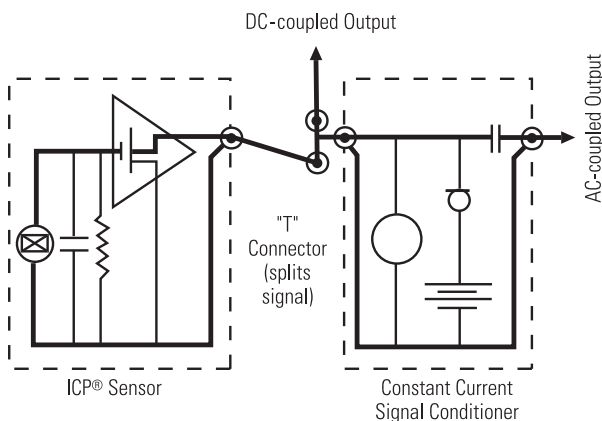 DC-coupled Output
AC-coupled Output
"T"
Connector
(splits
signal)
ICP® Sensor
Constant Current
Signal Conditioner